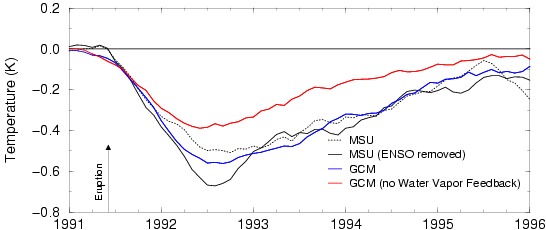 0.2
0.0
−0.2
−0.4
−0.6
−0.8
Temperature (K)
Eruption
MSU
MSU (ENSO removed)
GCM
GCM (no Water Vapor Feedback)
1991 1992 1993 1994 1995 1996